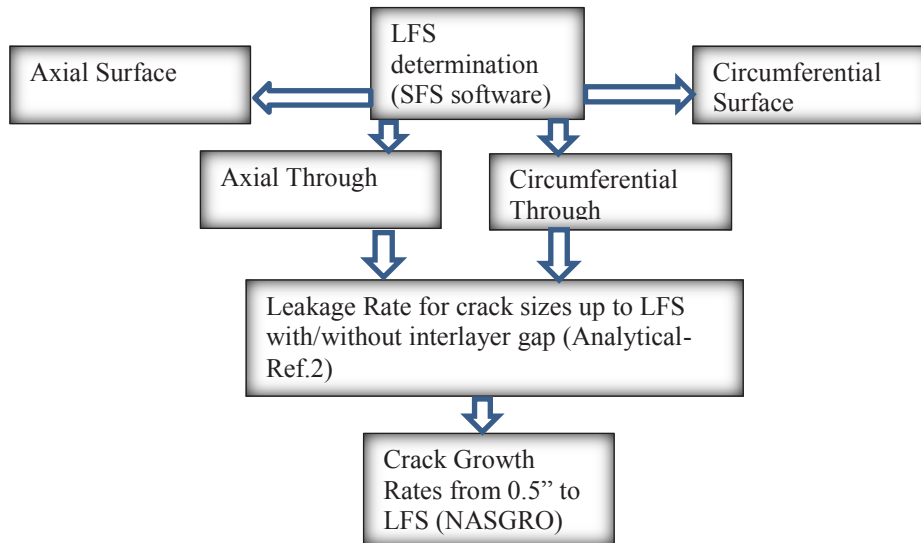 LFS
determination
(SFS software)
Axial Surface
Circumferential
Surface
Axial Through
Circumferential
Through
Leakage Rate for crack sizes up to LFS
with/without interlayer gap (Analytical-
Ref.2)
Crack Growth
Rates from 0.5” to
LFS (NASGRO)